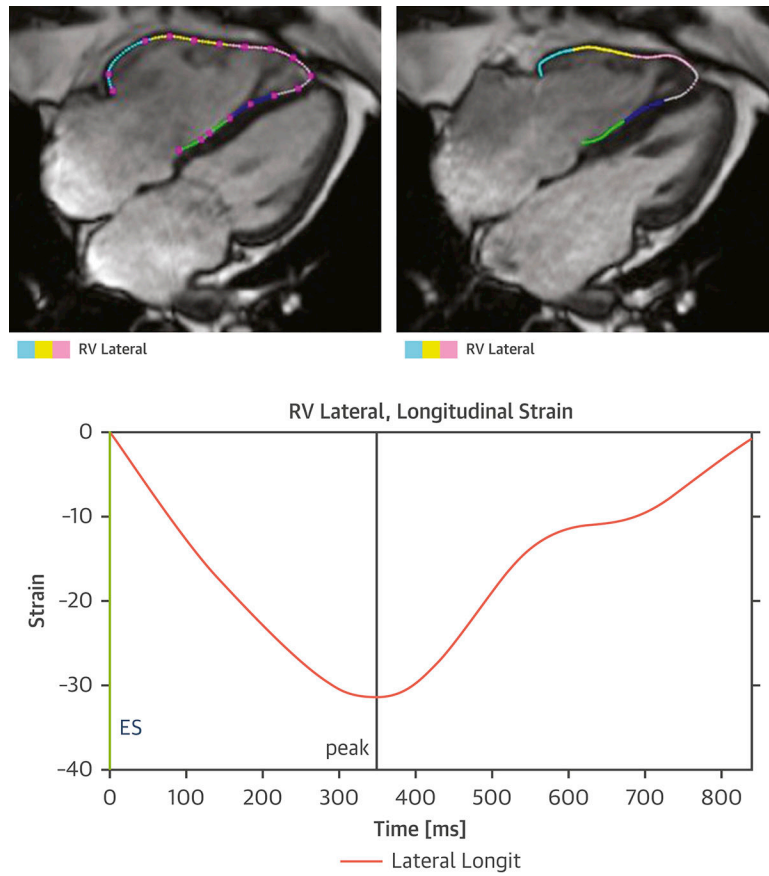 RV Lateral
RV Lateral
RV Lateral, Longitudinal Strain
0
–10
–20
–30
–40
Strain
ES
peak
0 100 200 300 400 500 600 700 800
Time [ms]
Lateral Longit